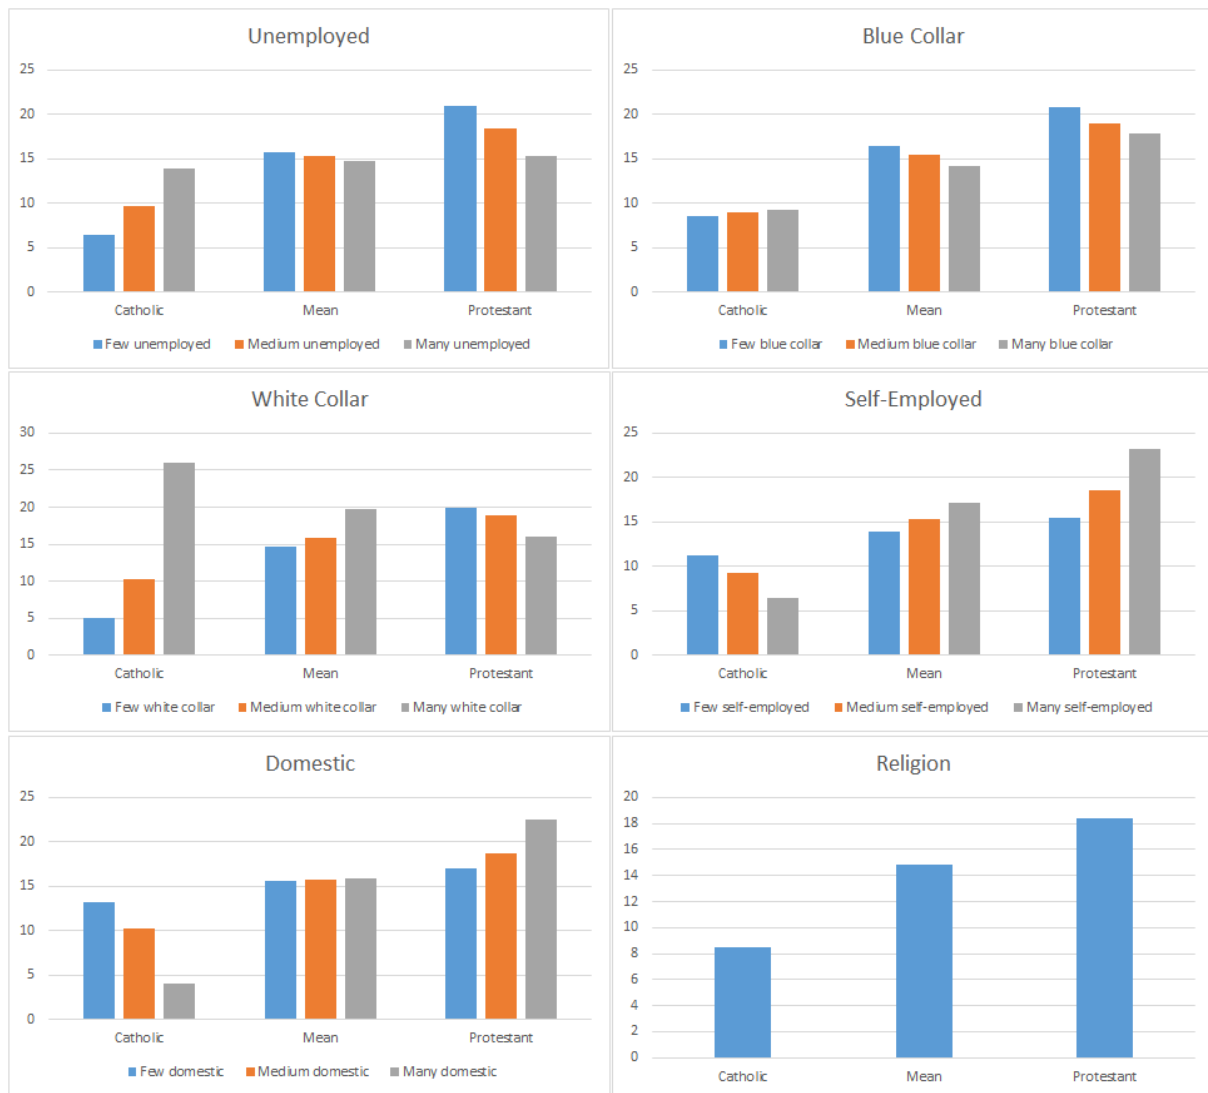 Unemployed
25
20
15
10
5
0
Catholic Mean Protestant
Few unemployed Medium unemployed Many unemployed
Blue Collar
25
20
15
10
5
0
Catholic Mean Protestant
Few blue collar Medium blue collar Many blue collar
White Collar
30
25
20
15
10
5
0
Catholic Mean Protestant
Few white collar Medium white collar Many white collar
Self-Employed
25
20
15
10
5
0
Catholic Mean Protestant
Few self-employed Medium self-employed Many self-employed
Domestic
25
20
15
10
5
0
Catholic Mean Protestant
Few domestic Medium domestic Many domestic
Religion
20
18
16
14
12
10
8
6
4
2
0
Catholic Mean Protestant